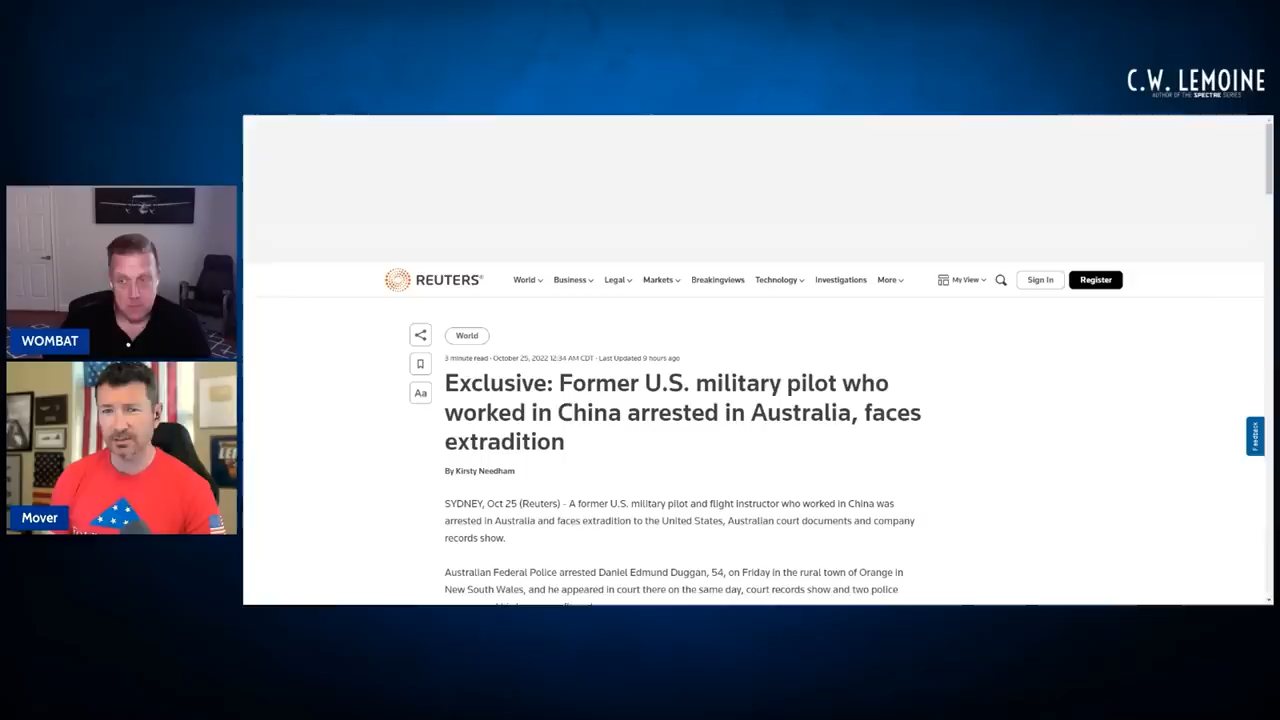 C.W. LEMOINE
AUTHOR OF THE SPECTRE SERIES
REUTERS®
World
Business
Legal
Markets
Breakingviews
Technology
Investigations
More
My View
Sign In
Register
World
3 minute read · October 25, 2022 12:34 AM CDT · Last Updated 9 hours ago
Aa
Exclusive: Former U.S. military pilot who
worked in China arrested in Australia, faces
extradition
By Kirsty Needham
SYDNEY, Oct 25 (Reuters) - A former U.S. military pilot and flight instructor who worked in China was
arrested in Australia and faces extradition to the United States, Australian court documents and company
records show.
Australian Federal Police arrested Daniel Edmund Duggan, 54, on Friday in the rural town of Orange in
New South Wales, and he appeared in court there on the same day, court records show and two police
Feedback
WOMBAT
Mover